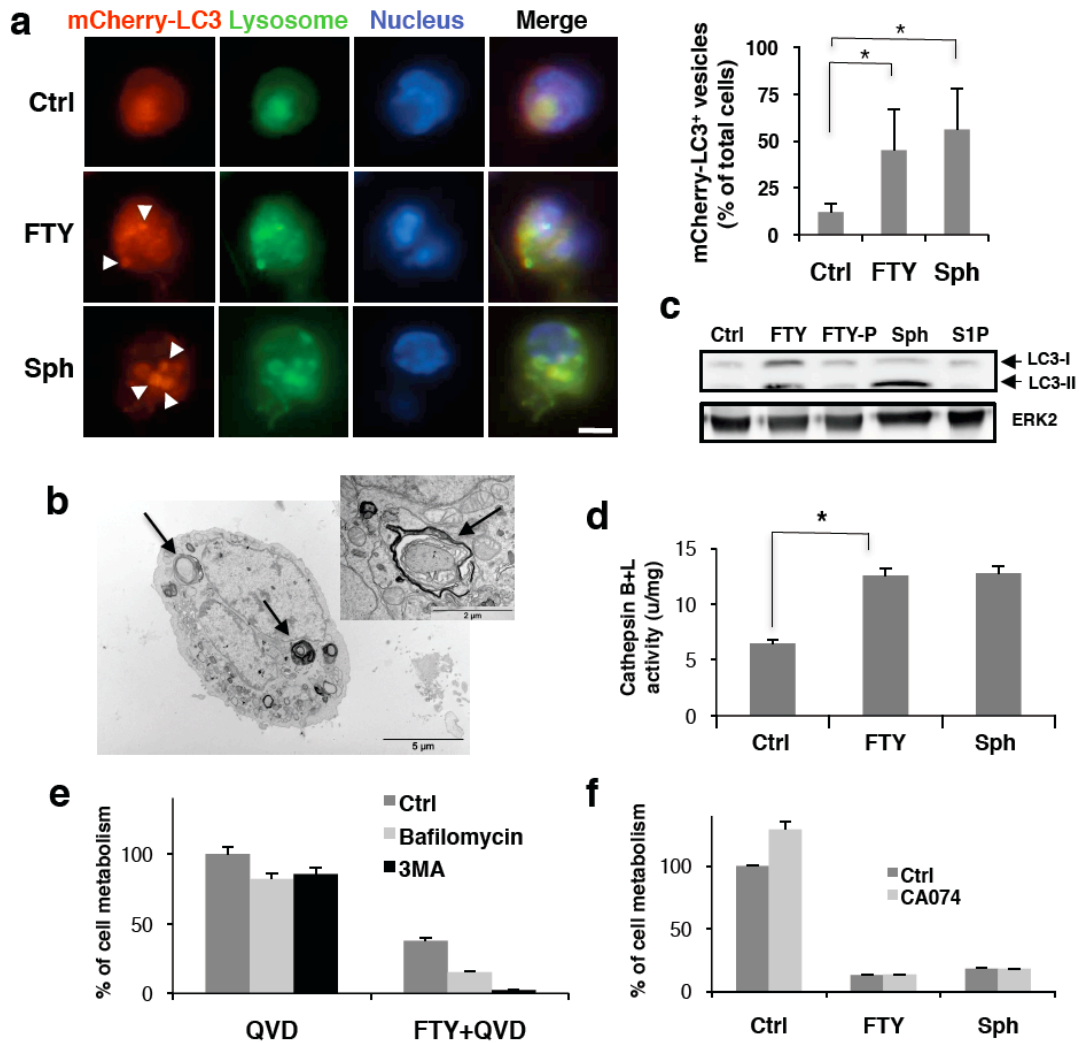 a
mCherry-LC3 Lysosome Nucleus Merge
Ctrl
FTY
Sph
mCherry-LC3⁺ vesicles
(% of total cells)
100
75
50
25
0
*
*
Ctrl FTY Sph
c
Ctrl FTY FTY-P Sph S1P
LC3-I
LC3-II
ERK2
b
2 µm
5 µm
d
Cathepsin B+L
activity (u/mg)
15
10
5
0
*
Ctrl FTY Sph
e
% of cell metabolism
100
50
0
Ctrl
Bafilomycin
3MA
QVD FTY+QVD
f
% of cell metabolism
100
50
0
Ctrl
CA074
Ctrl FTY Sph